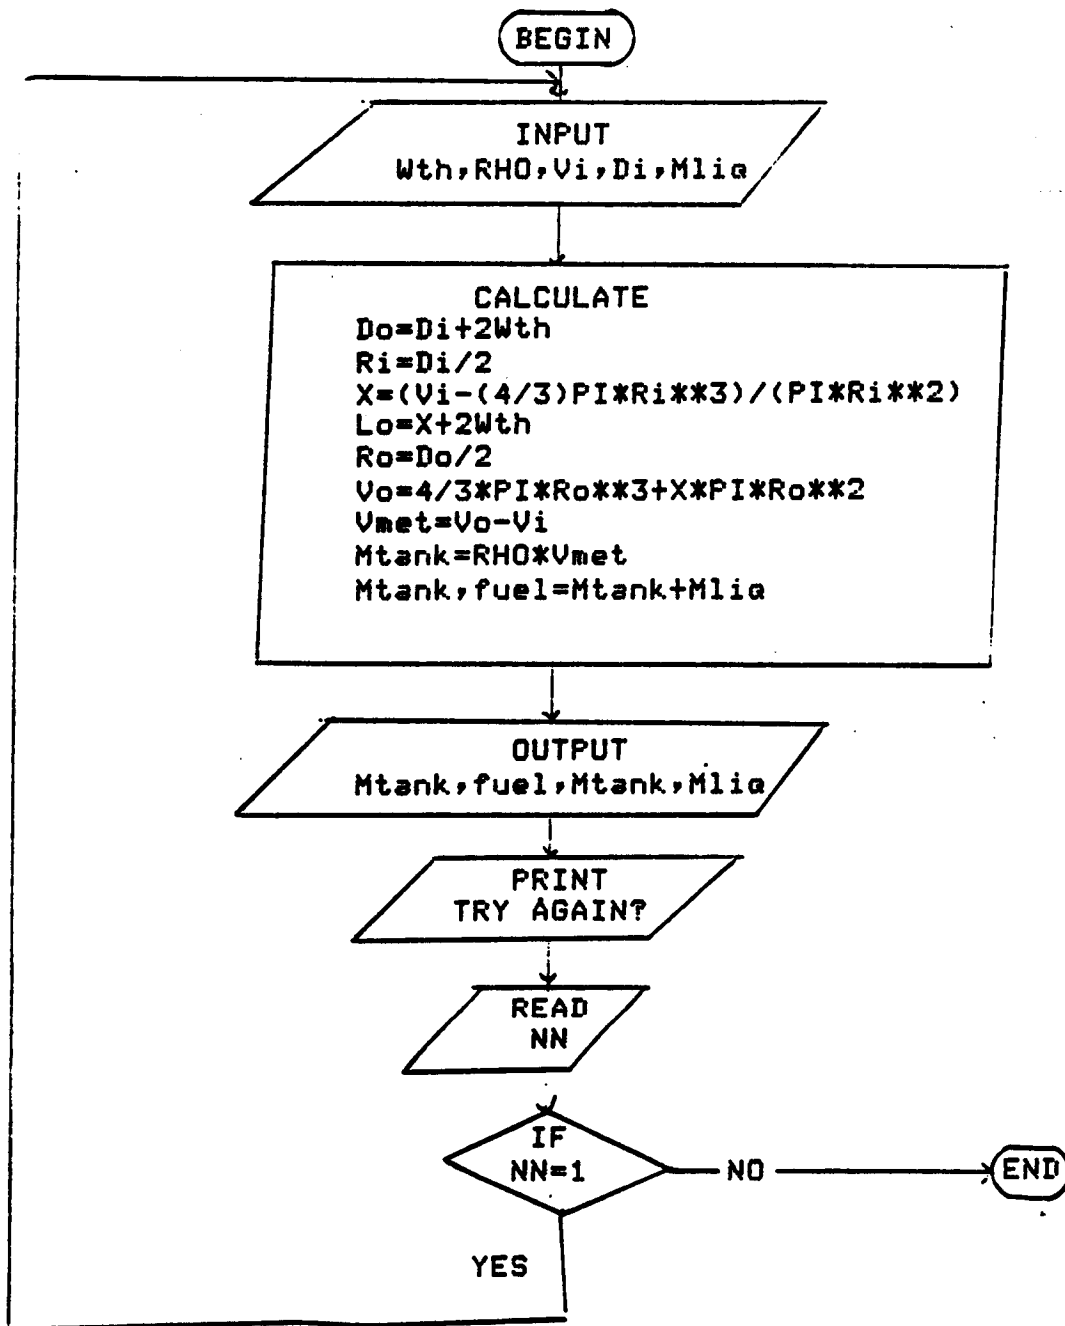 BEGIN
INPUT
Wth,RHO,Vi,Di,Mliq
CALCULATE
Do=Di+2Wth
Ri=Di/2
X=(Vi-(4/3)PI*Ri**3)/(PI*Ri**2)
Lo=X+2Wth
Ro=Do/2
Vo=4/3*PI*Ro**3+X*PI*Ro**2
Vmet=Vo-Vi
Mtank=RHO*Vmet
Mtank,fuel=Mtank+Mliq
OUTPUT
Mtank,fuel,Mtank,Mliq
PRINT
TRY AGAIN?
READ
NN
IF
NN=1
NO
END
YES